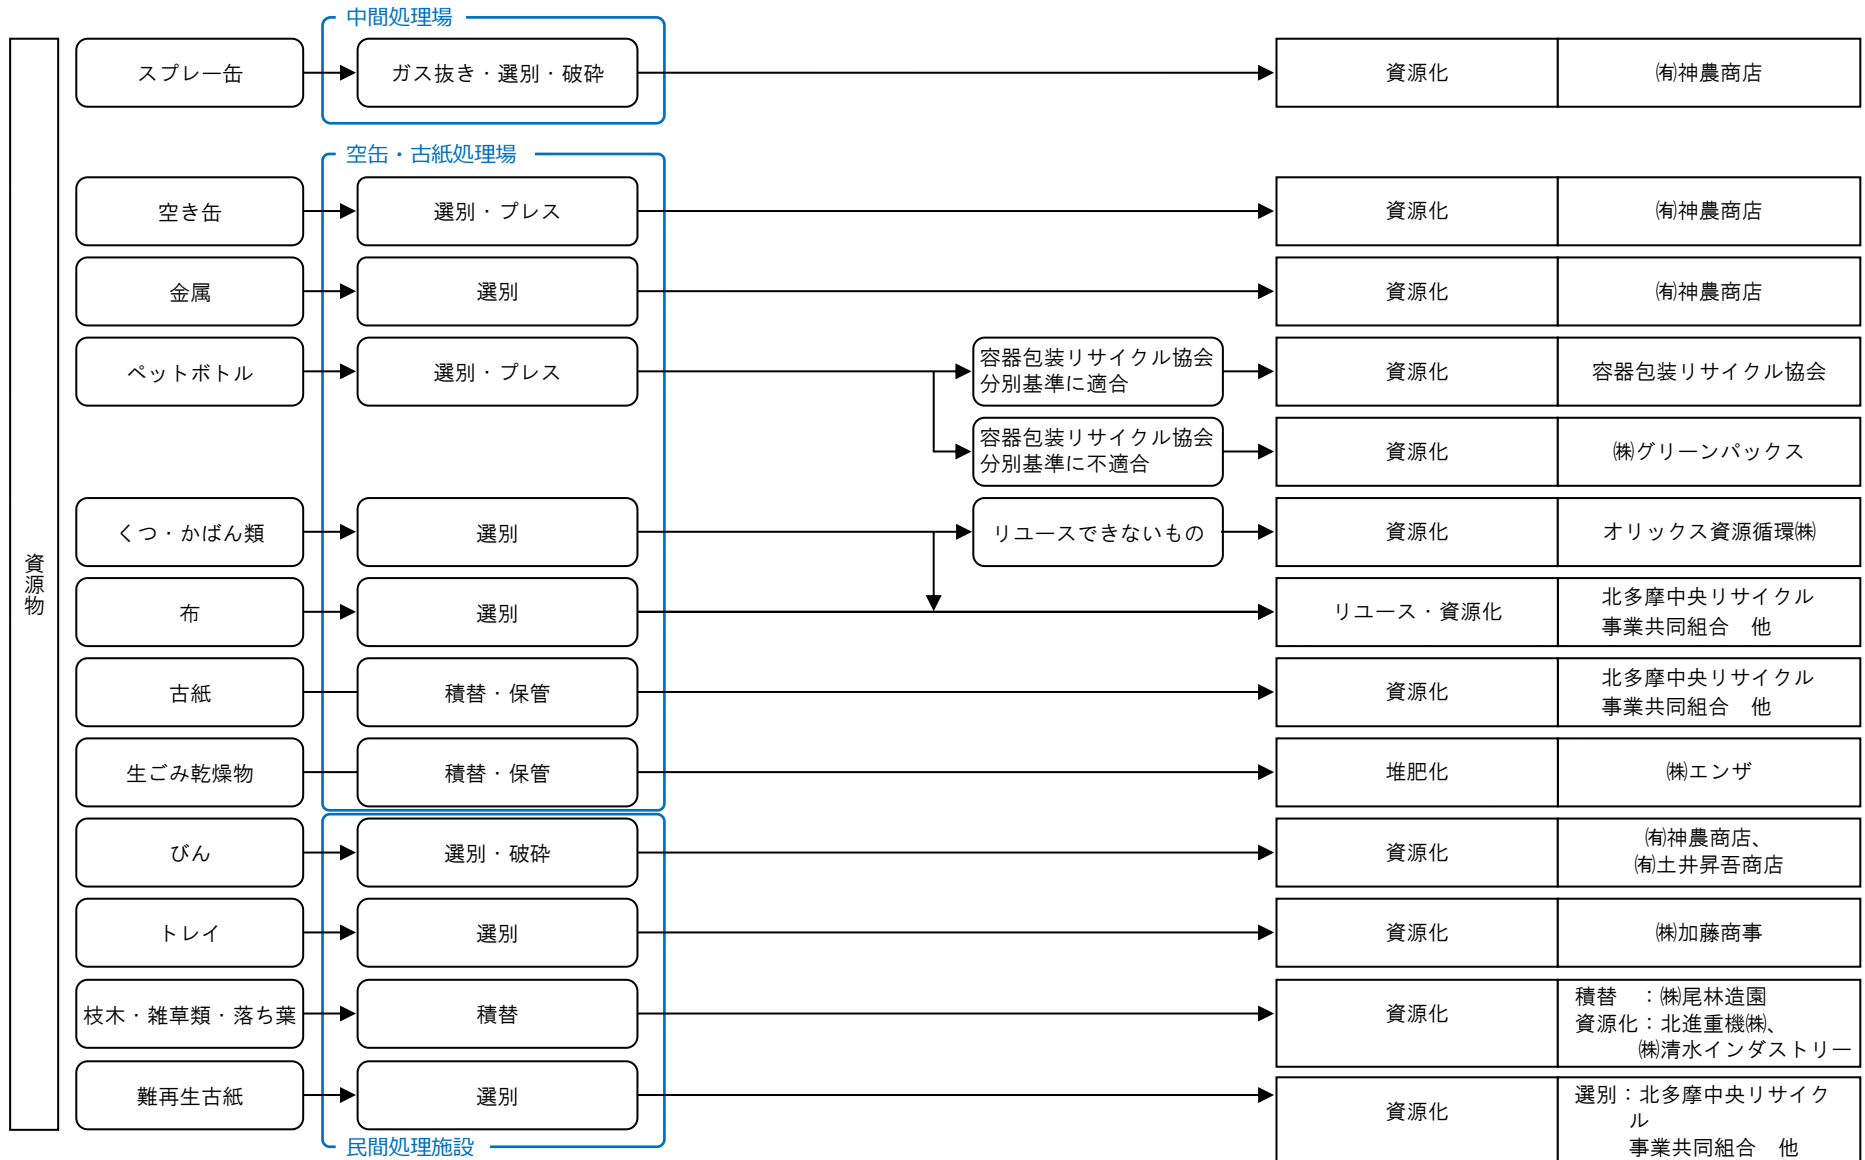 中間処理場
スプレー缶
ガス抜き・選別・破砕
資源化
㈲神農商店
空缶・古紙処理場
空き缶
選別・プレス
資源化
㈲神農商店
金属
選別
資源化
㈲神農商店
ペットボトル
選別・プレス
容器包装リサイクル協会
分別基準に適合
資源化
容器包装リサイクル協会
容器包装リサイクル協会
分別基準に不適合
資源化
㈱グリーンパックス
くつ・かばん類
選別
リユースできないもの
資源化
オリックス資源循環㈱
資源物
布
選別
リユース・資源化
北多摩中央リサイクル
事業共同組合　他
古紙
積替・保管
資源化
北多摩中央リサイクル
事業共同組合　他
生ごみ乾燥物
積替・保管
堆肥化
㈱エンザ
びん
選別・破砕
資源化
㈲神農商店、
㈲土井昇吾商店
トレイ
選別
資源化
㈱加藤商事
枝木・雑草類・落ち葉
積替
資源化
積替　：㈱尾林造園
資源化：北進重機㈱、
㈱清水インダストリー
難再生古紙
選別
資源化
選別：北多摩中央リサイク
ル
事業共同組合　他
民間処理施設